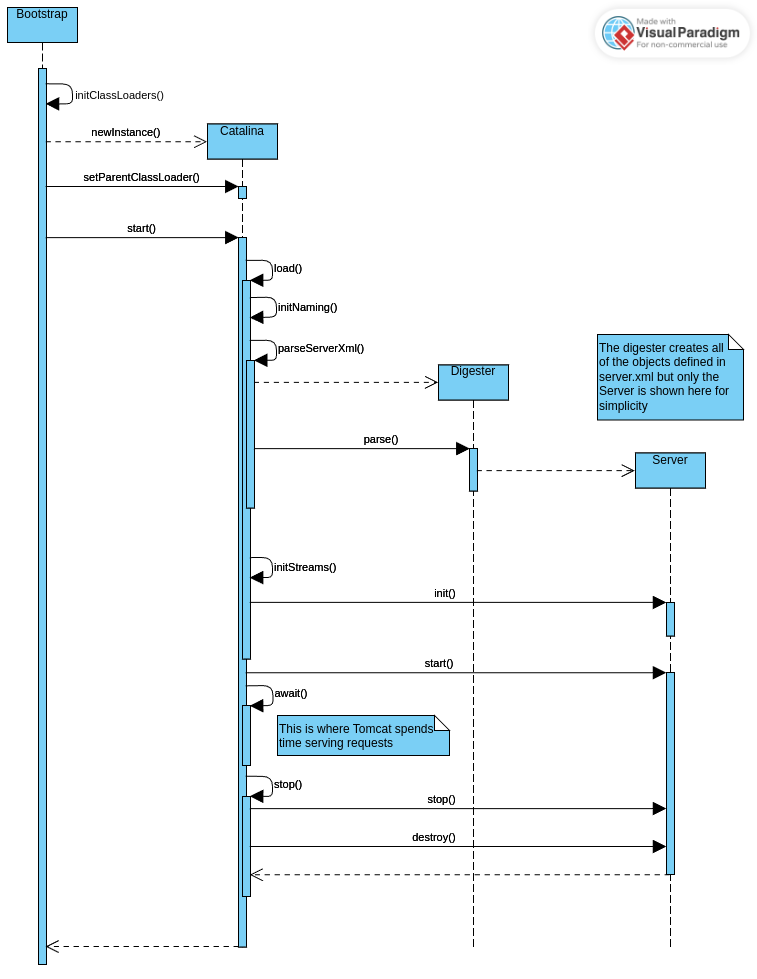 Bootstrap
Made with
VisualParadigm
For non-commercial use
initClassLoaders()
newInstance()
Catalina
setParentClassLoader()
start()
load()
initNaming()
parseServerXml()
The digester creates all
of the objects defined in
server.xml but only the
Server is shown here for
simplicity
Digester
parse()
Server
initStreams()
init()
start()
await()
This is where Tomcat spends
time serving requests
stop()
stop()
destroy()